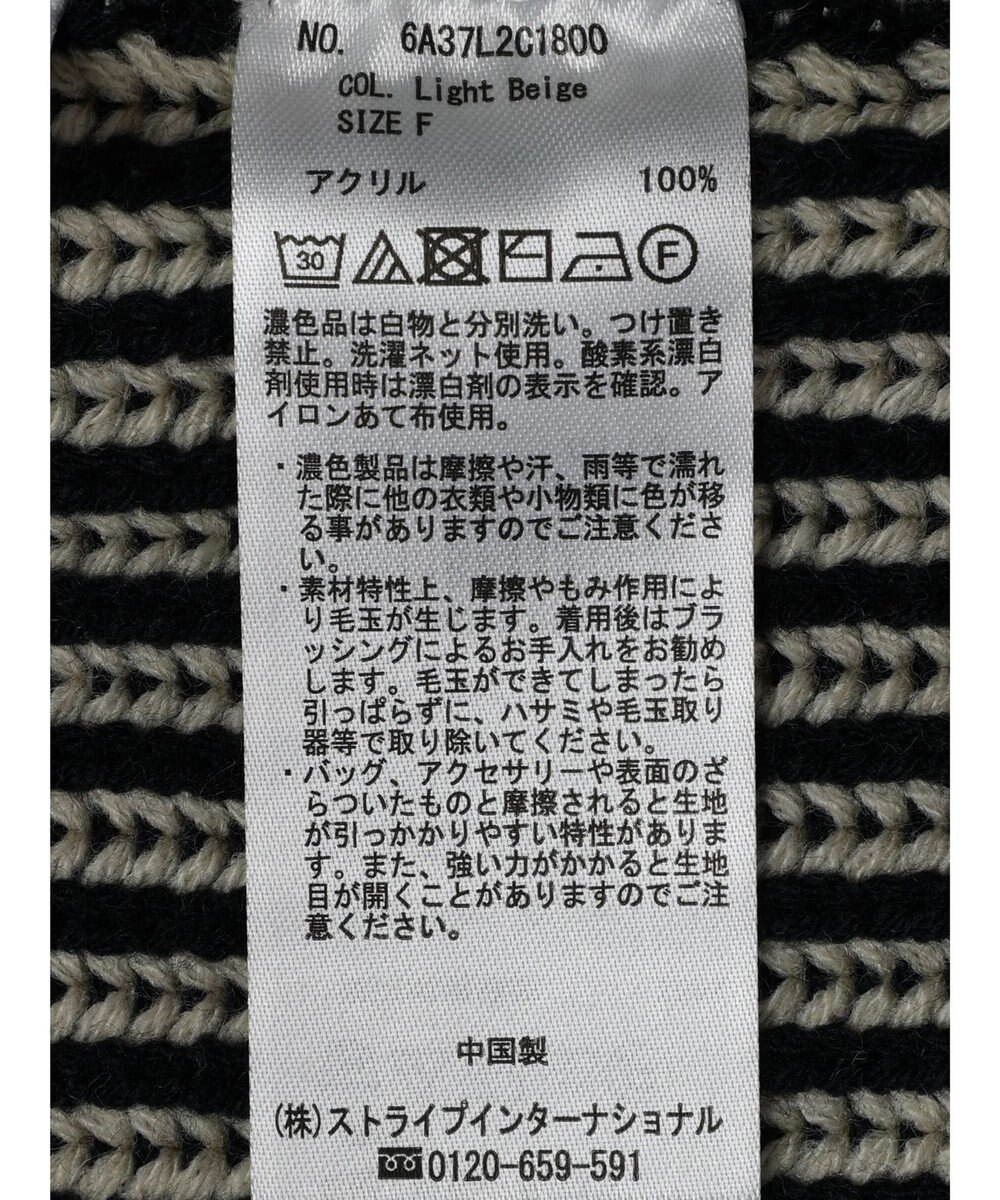 NO. 6A37L2C1800
COL. Light Beige
SIZE F
アクリル 100%
30 F
濃色品は白物と分別洗い。つけ置き
禁止。洗濯ネット使用。酸素系漂白
剤使用時は漂白剤の表示を確認。ア
イロンあて布使用。
・濃色製品は摩擦や汗、雨等で濡れ
た際に他の衣類や小物類に色が移
る事がありますのでご注意くださ
い。
・素材特性上、摩擦やもみ作用によ
り毛玉が生じます。着用後はブラ
ッシングによるお手入れをお勧め
します。毛玉ができてしまったら
引っぱらずに、ハサミや毛玉取り
器等で取り除いてください。
・バッグ、アクセサリーや表面のざ
らついたものと摩擦されると生地
が引っかかりやすい特性がありま
す。また、強い力がかかると生地
目が開くことがありますのでご注
意ください。
中国製
(株)ストライプインターナショナル
0120-659-591